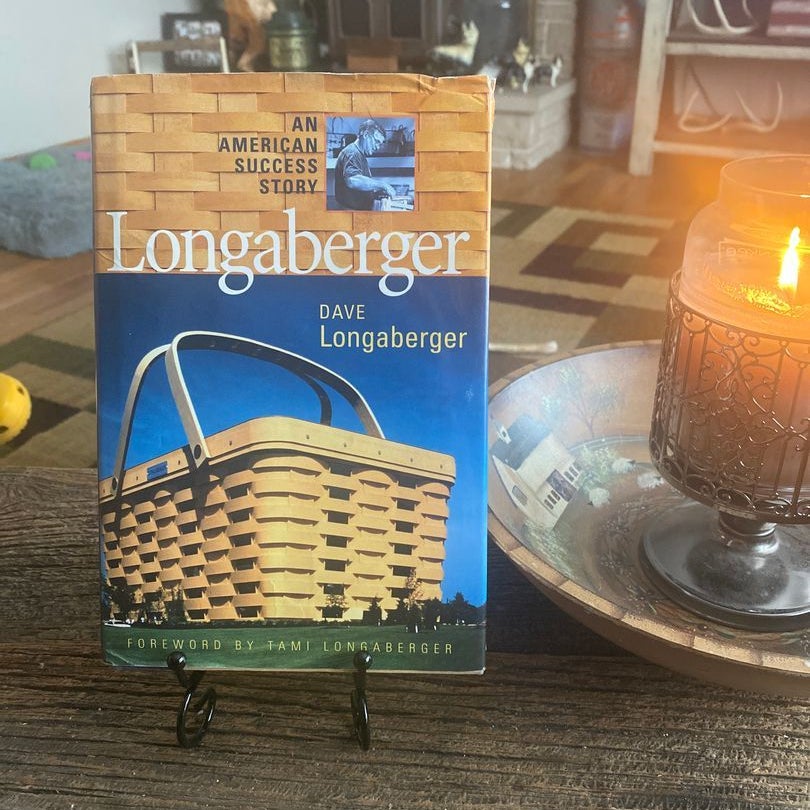 AN
AMERICAN
SUCCESS
STORY
Longaberger
DAVE
Longaberger
FOREWORD BY TAMI LONGABERGER